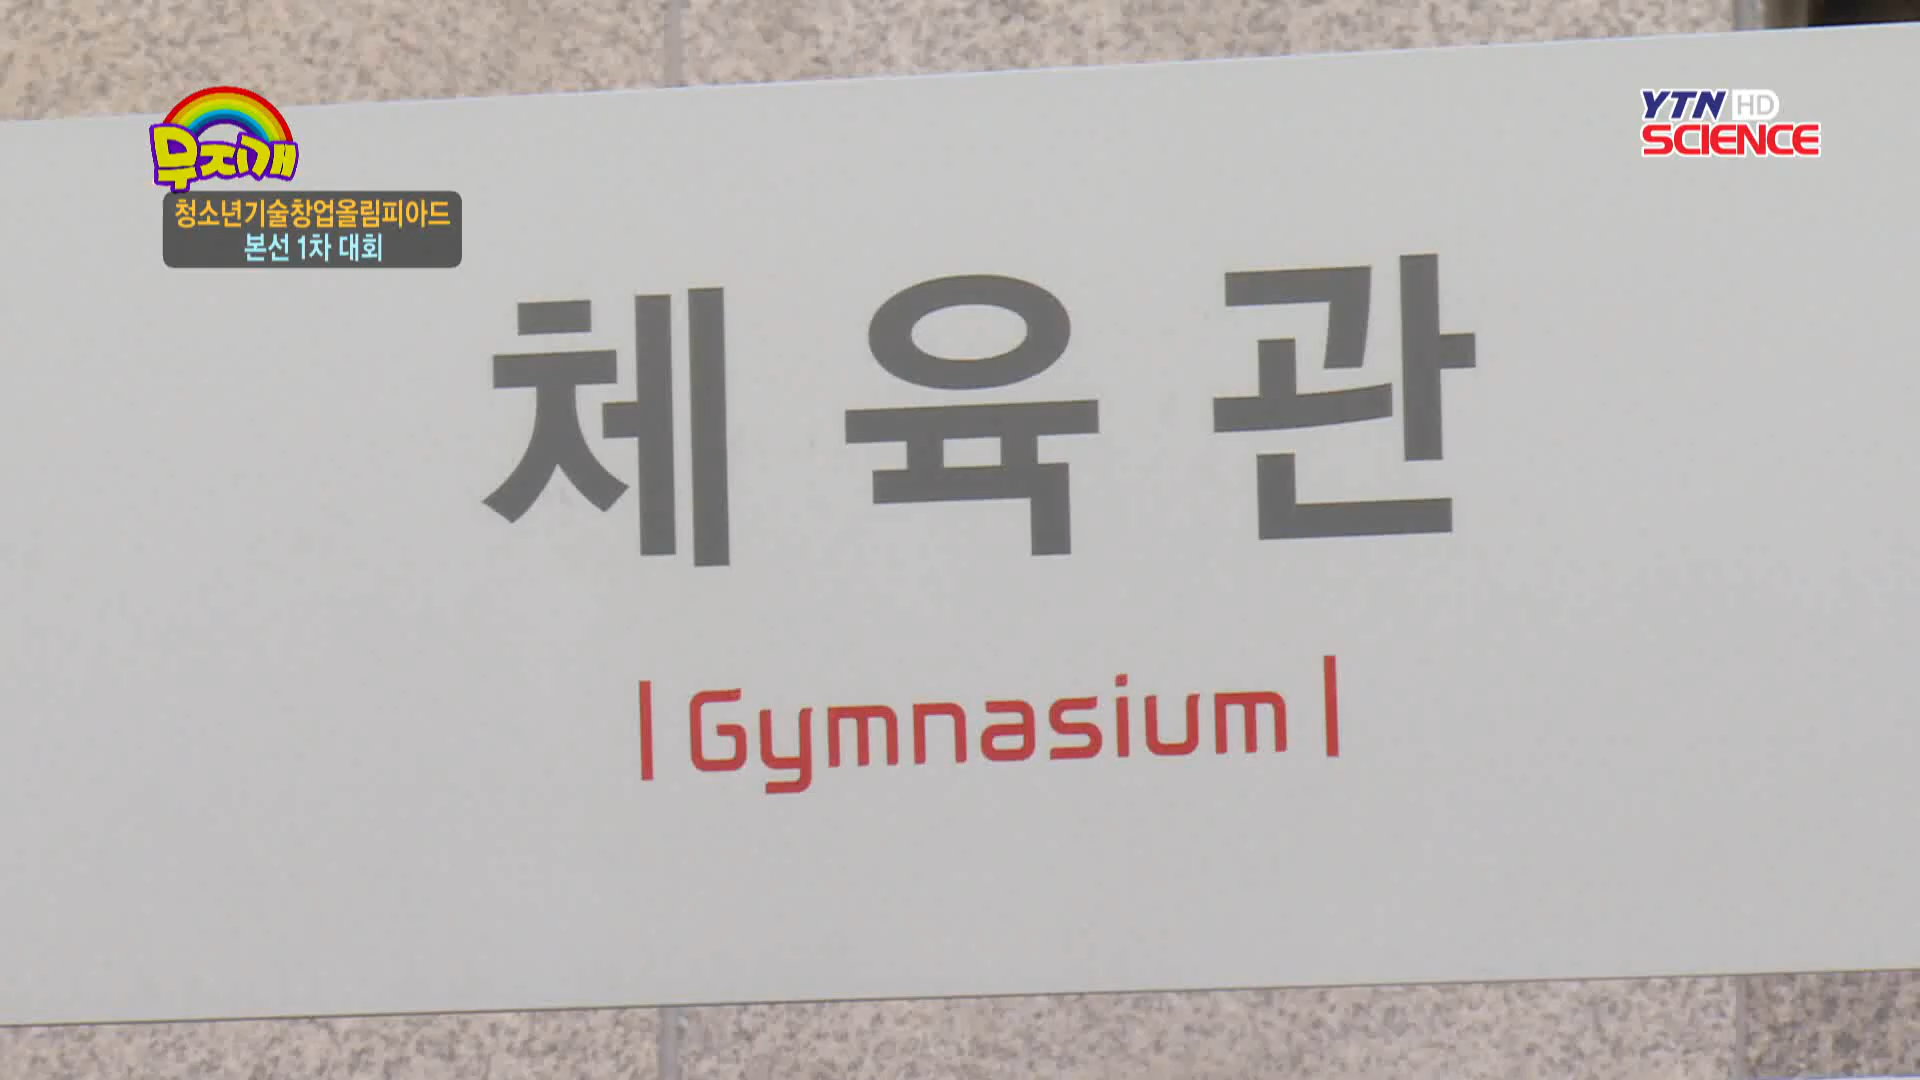 무지개
청소년기술창업올림피아드
본선 1차 대회
YTN HD
SCIENCE
체육관
| Gymnasium |